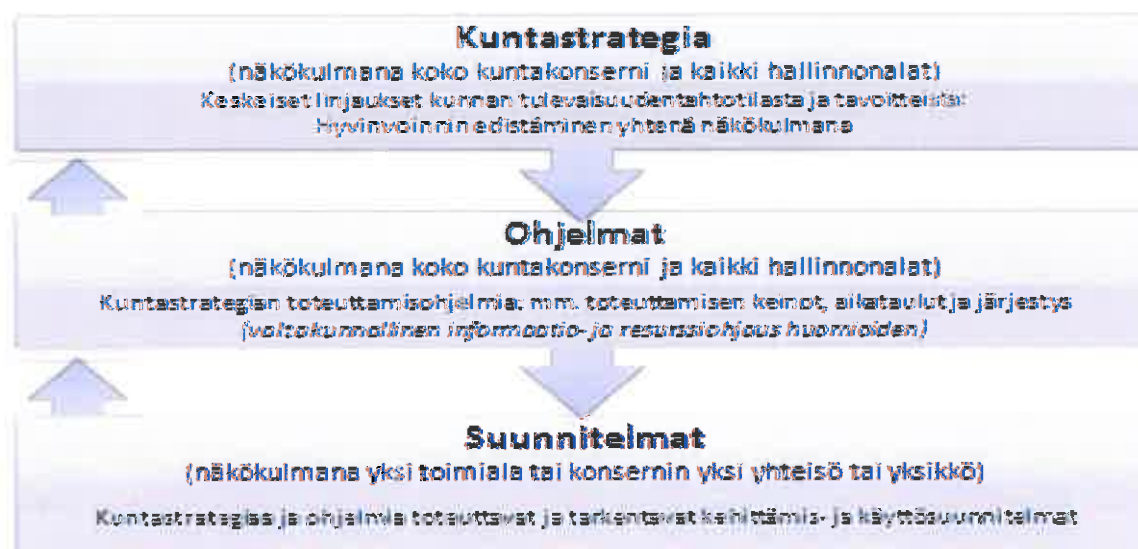 Kuntastrategia
(näkökulmana koko kuntakonserni ja kaikki hallinnonalat)
Keskeiset linjaukset kunnan tulevaisuudentahtotilasta ja tavoitteista:
Hyvinvoinnin edistäminen yhtenä näkökulmana
Ohjelmat
(näkökulmana koko kuntakonserni ja kaikki hallinnonalat)
Kuntastrategian toteuttamisohjelmia: mm. toteuttamisen keinot, aikataulut ja järjestys
(valtakunnallinen informaatio- ja resurssiohjaus huomioiden)
Suunnitelmat
(näkökulmana yksi toimiala tai konsernin yksi yhteisö tai yksikkö)
Kuntastrategiaa ja ohjelmia toteuttavat ja tarkentavat kehittämis- ja käyttösuunnitelmat